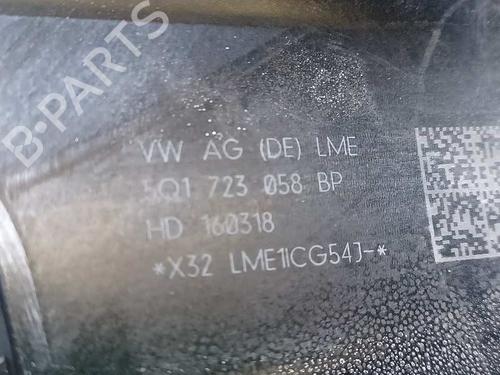 B-PARTS
VW AG (DE) LME
5Q1 723 058 BP
HD 160318
*X32 LME1ICG54J-*